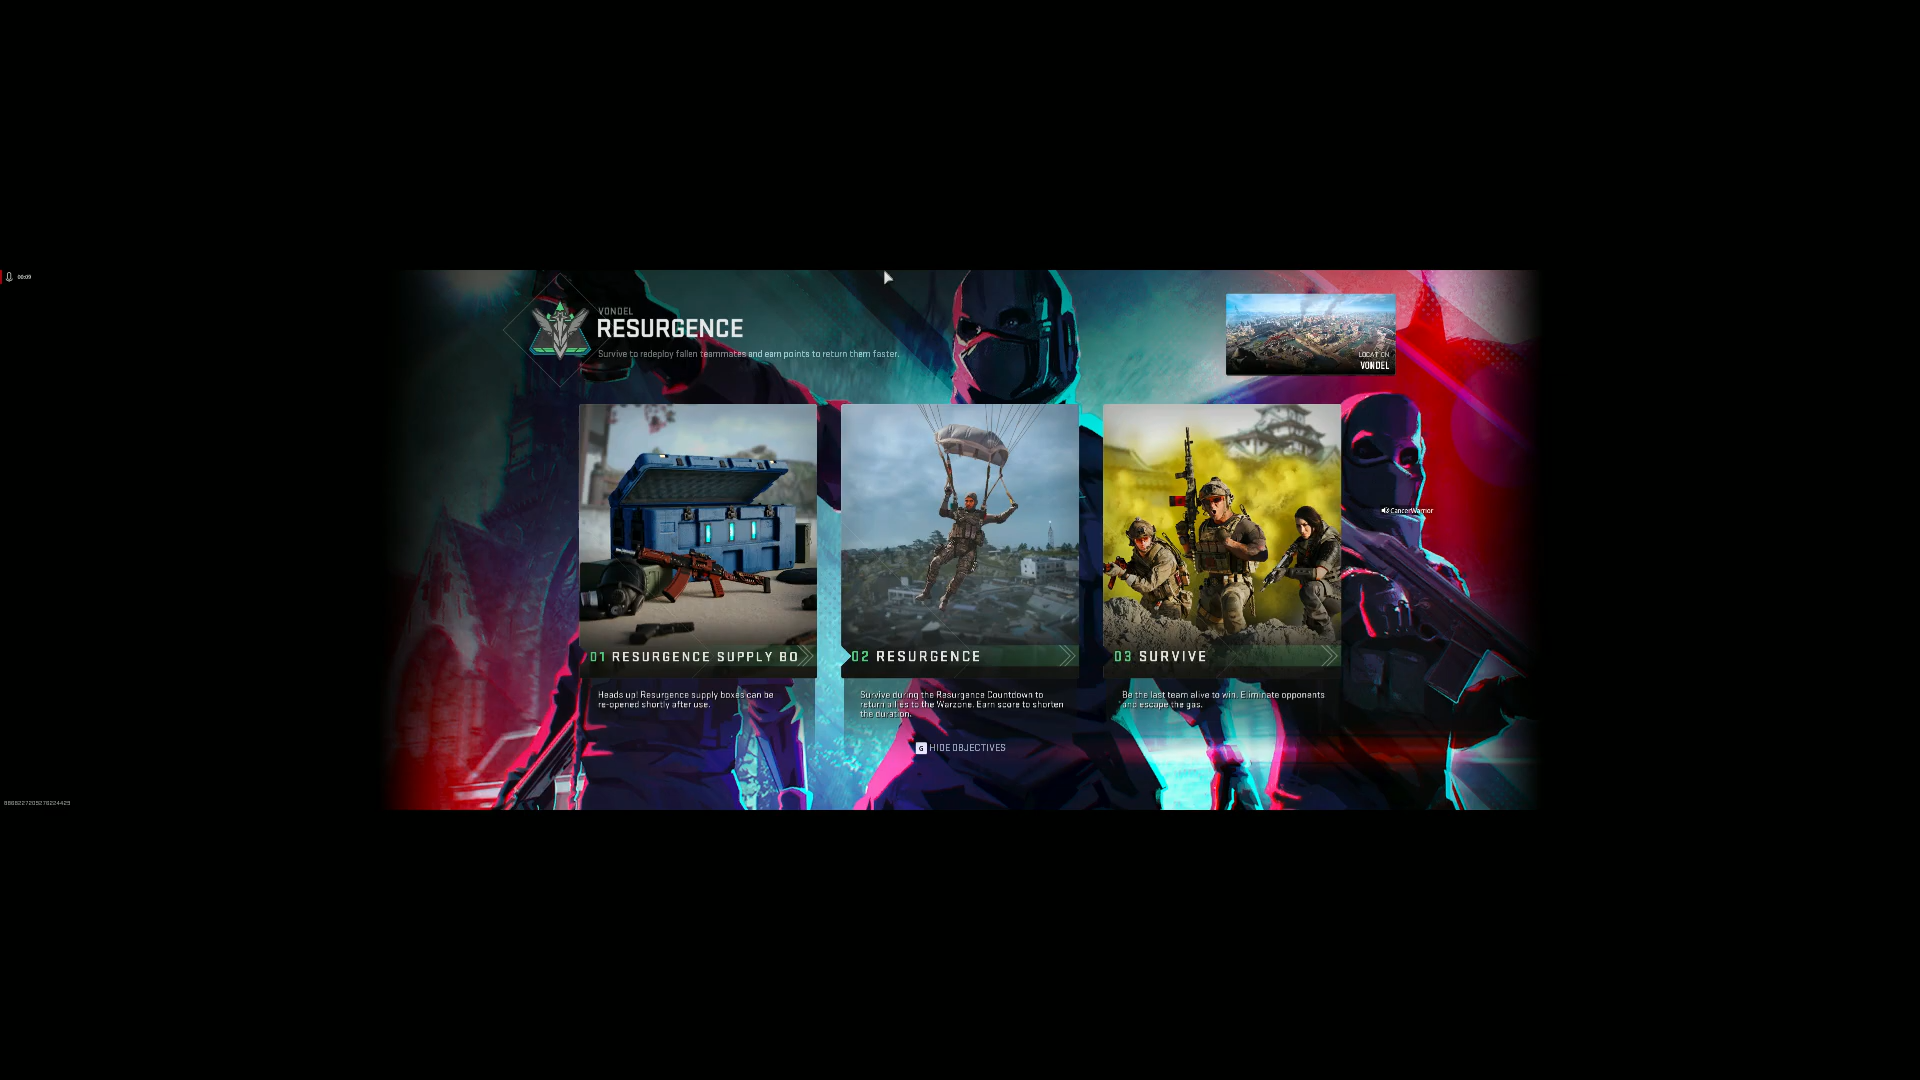 00:09
VONDEL
RESURGENCE
Survive to redeploy fallen teammates and earn points to return them faster.
LOCATION
VONDEL
CancerWarrior
01 RESURGENCE SUPPLY BO
02 RESURGENCE
03 SURVIVE
Heads up! Resurgence supply boxes can be
re-opened shortly after use.
Survive during the Resurgence Countdown to
return allies to the Warzone. Earn score to shorten
the duration.
Be the last team alive to win. Eliminate opponents
and escape the gas.
G HIDE OBJECTIVES